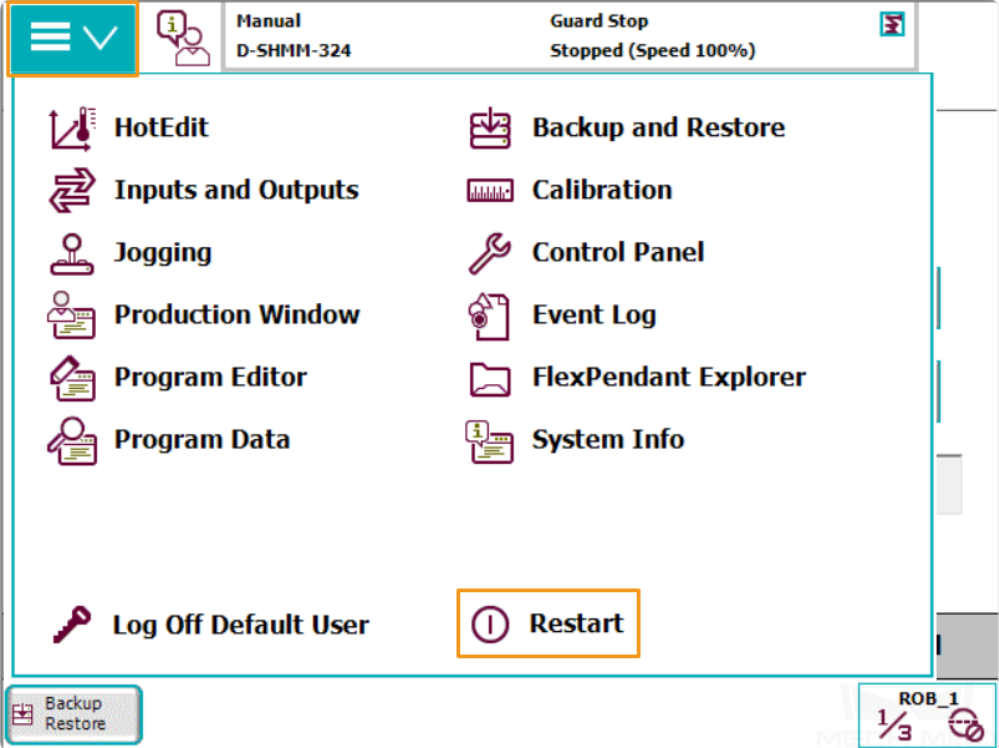 Manual
D-SHMM-324
Guard Stop
Stopped (Speed 100%)
HotEdit
Inputs and Outputs
Jogging
Production Window
Program Editor
Program Data
Backup and Restore
Calibration
Control Panel
Event Log
FlexPendant Explorer
System Info
Log Off Default User
Restart
Backup
Restore
ROB_1
1/3